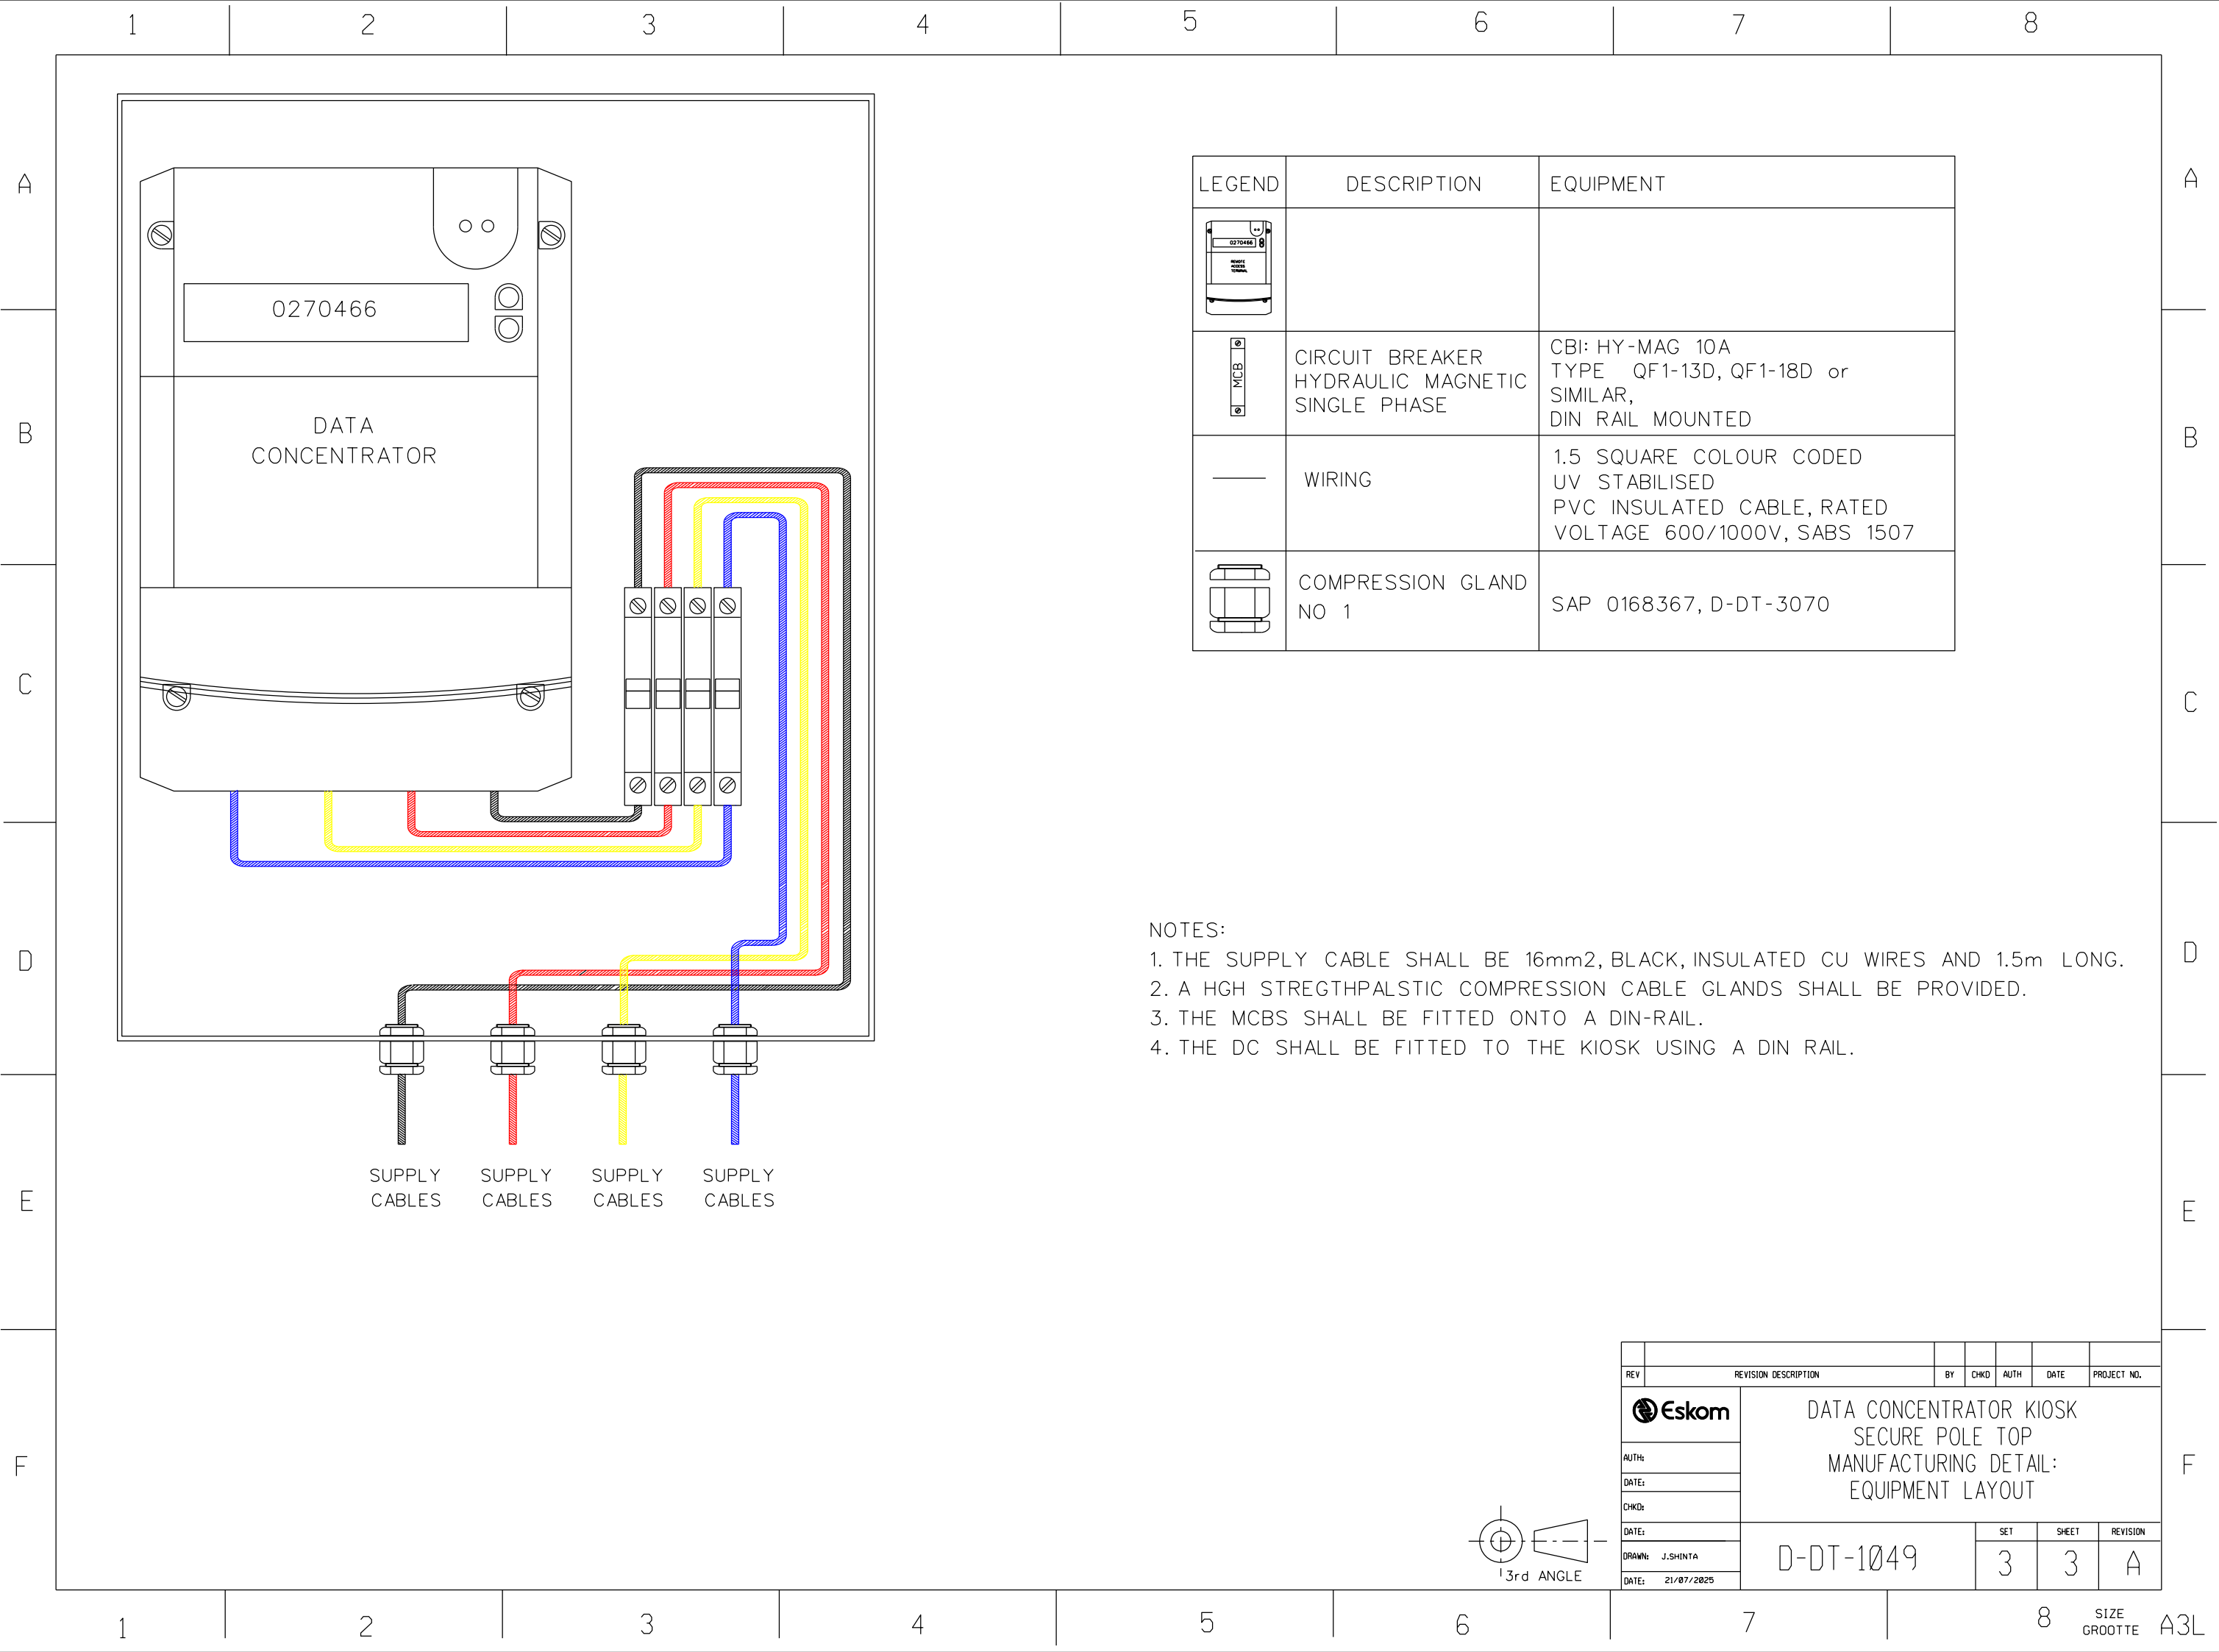 1 2 3 4 5 6 7 8
A A
B B
C C
D D
E E
F F
0270466
DATA
CONCENTRATOR
SUPPLY
CABLES
SUPPLY
CABLES
SUPPLY
CABLES
SUPPLY
CABLES
LEGEND DESCRIPTION EQUIPMENT
0270466
REMOTE
ACCESS
TERMINAL
MCB
CIRCUIT BREAKER
HYDRAULIC MAGNETIC
SINGLE PHASE
CBI: HY-MAG 10A
TYPE QF1-13D, QF1-18D or
SIMILAR,
DIN RAIL MOUNTED
WIRING
1.5 SQUARE COLOUR CODED
UV STABILISED
PVC INSULATED CABLE, RATED
VOLTAGE 600/1000V, SABS 1507
COMPRESSION GLAND
NO 1
SAP 0168367, D-DT-3070
NOTES:
1. THE SUPPLY CABLE SHALL BE 16mm2, BLACK, INSULATED CU WIRES AND 1.5m LONG.
2. A HGH STREGTHPALSTIC COMPRESSION CABLE GLANDS SHALL BE PROVIDED.
3. THE MCBS SHALL BE FITTED ONTO A DIN-RAIL.
4. THE DC SHALL BE FITTED TO THE KIOSK USING A DIN RAIL.
REV REVISION DESCRIPTION BY CHKD AUTH DATE PROJECT NO.
Eskom
AUTH:
DATE:
CHKD:
DATE:
DRAWN: J.SHINTA
DATE: 21/07/2025
DATA CONCENTRATOR KIOSK
SECURE POLE TOP
MANUFACTURING DETAIL:
EQUIPMENT LAYOUT
D-DT-1049
SET SHEET REVISION
3 3 A
3rd ANGLE
1 2 3 4 5 6 7 8
SIZE
GROOTTE A3L